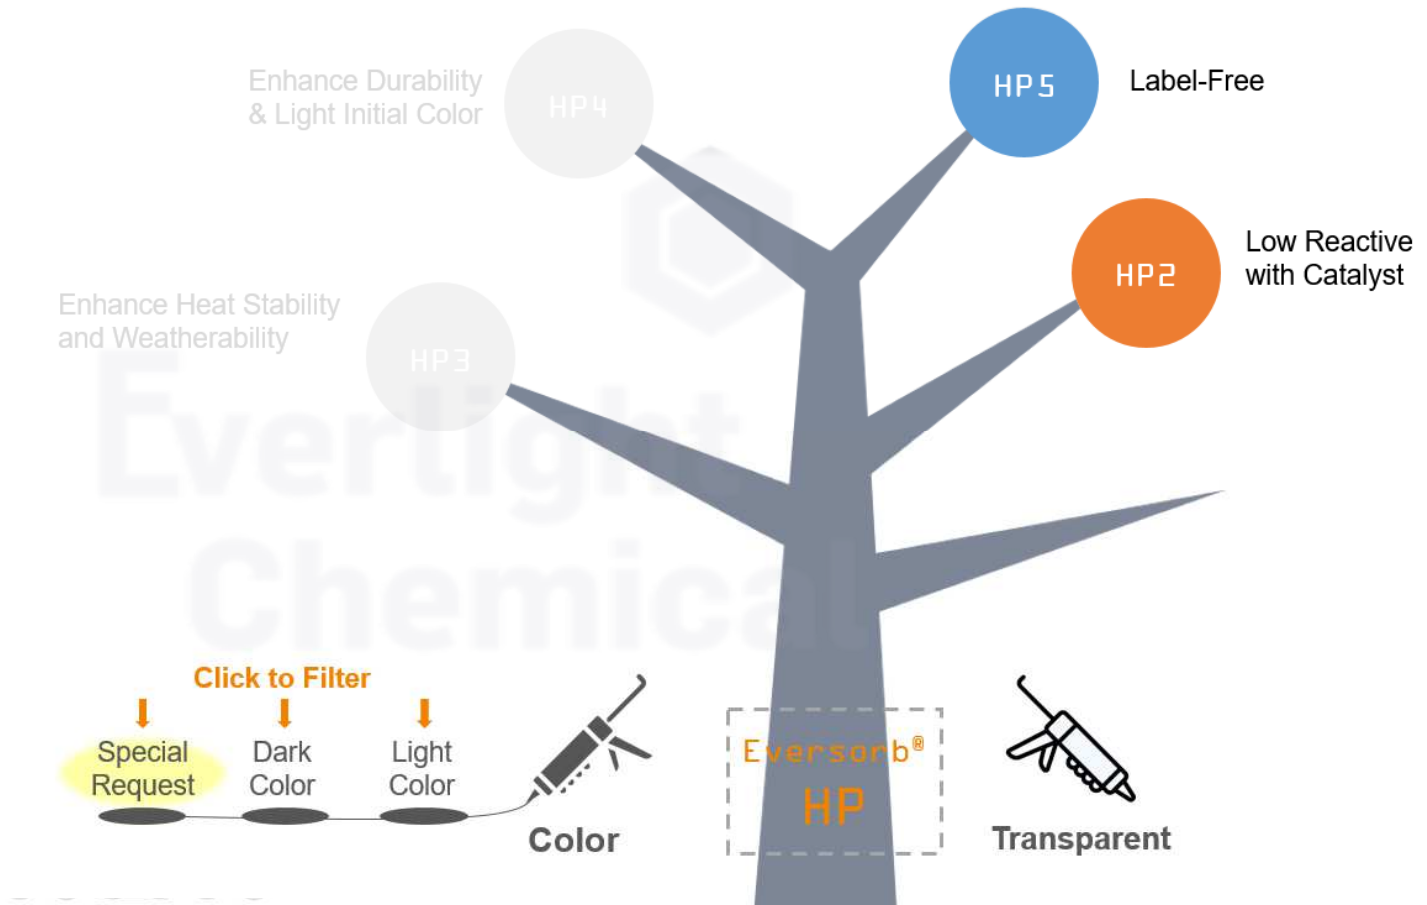 Enhance Durability
& Light Initial Color
HP4
HP5
Label-Free
HP2
Low Reactive
with Catalyst
Enhance Heat Stability
and Weatherability
HP3
Everlight
Chemical
Click to Filter
Special
Request
Dark
Color
Light
Color
Color
Eversorb®
HP
Transparent